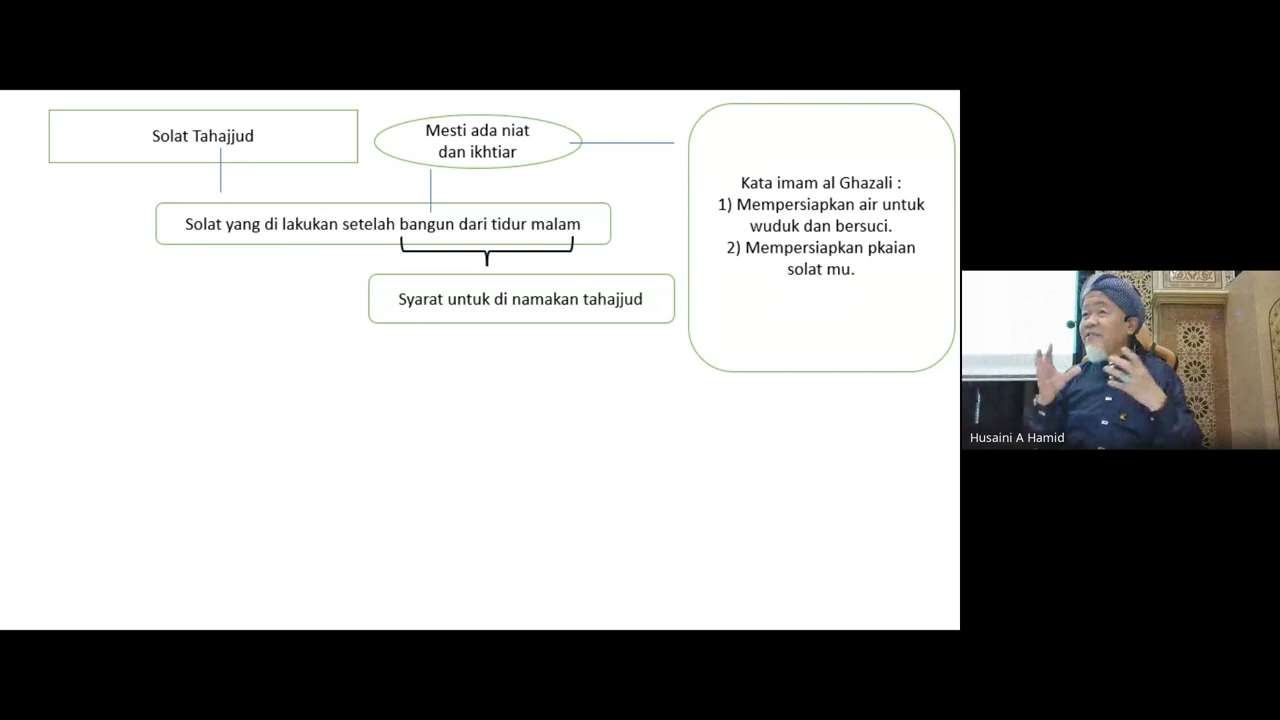 Solat Tahajjud
Mesti ada niat
dan ikhtiar
Solat yang di lakukan setelah bangun dari tidur malam
Syarat untuk di namakan tahajjud
Kata imam al Ghazali :
1) Mempersiapkan air untuk
wuduk dan bersuci.
2) Mempersiapkan pkaian
solat mu.
Husaini A Hamid